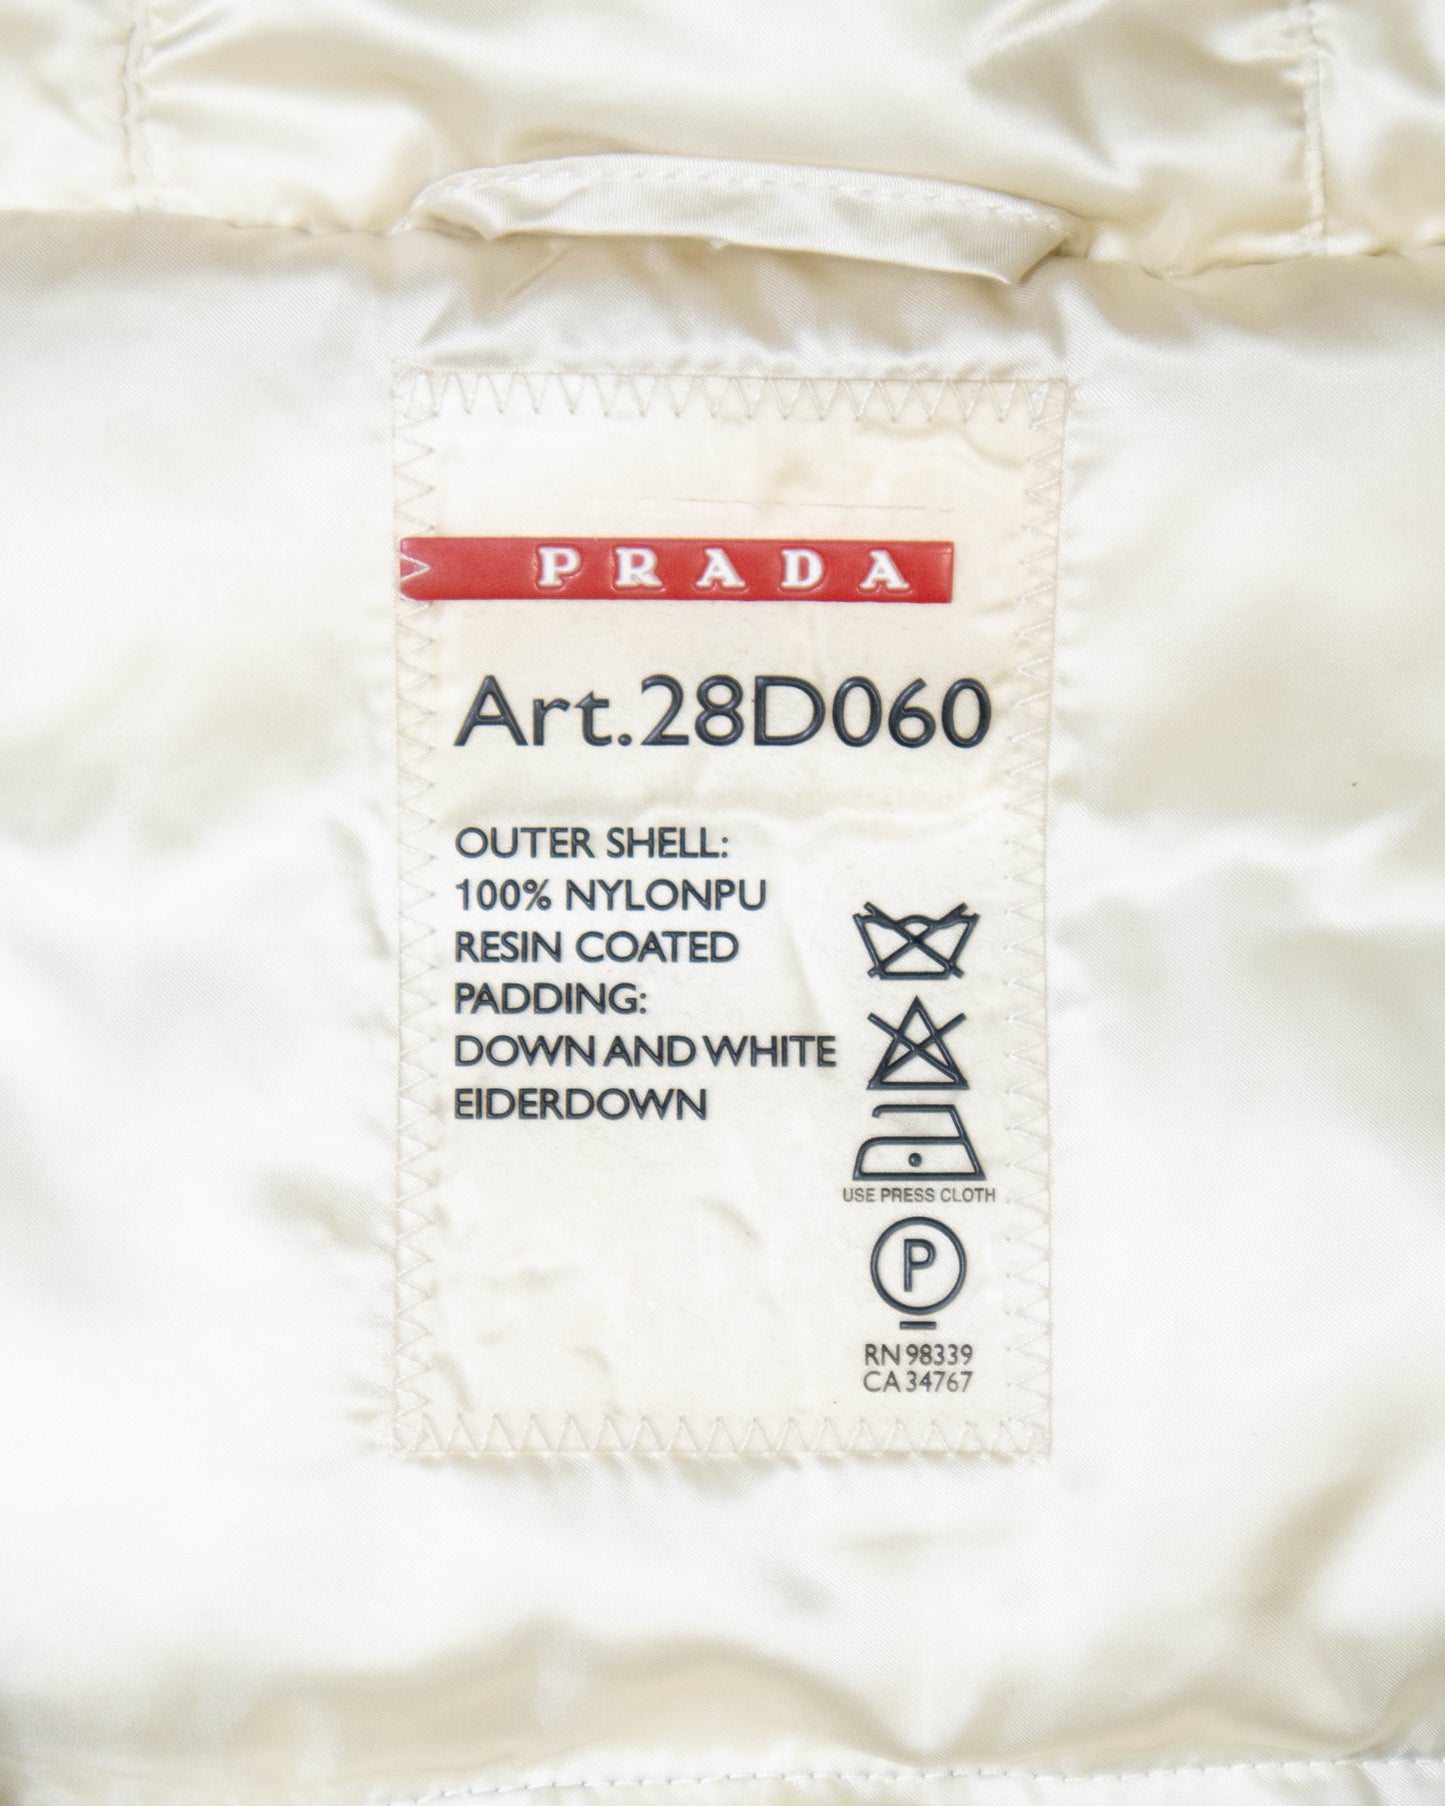 PRADA
Art.28D060
OUTER SHELL:
100% NYLONPU
RESIN COATED
PADDING:
DOWN AND WHITE
EIDERDOWN
USE PRESS CLOTH
P
RN 98339
CA 34767